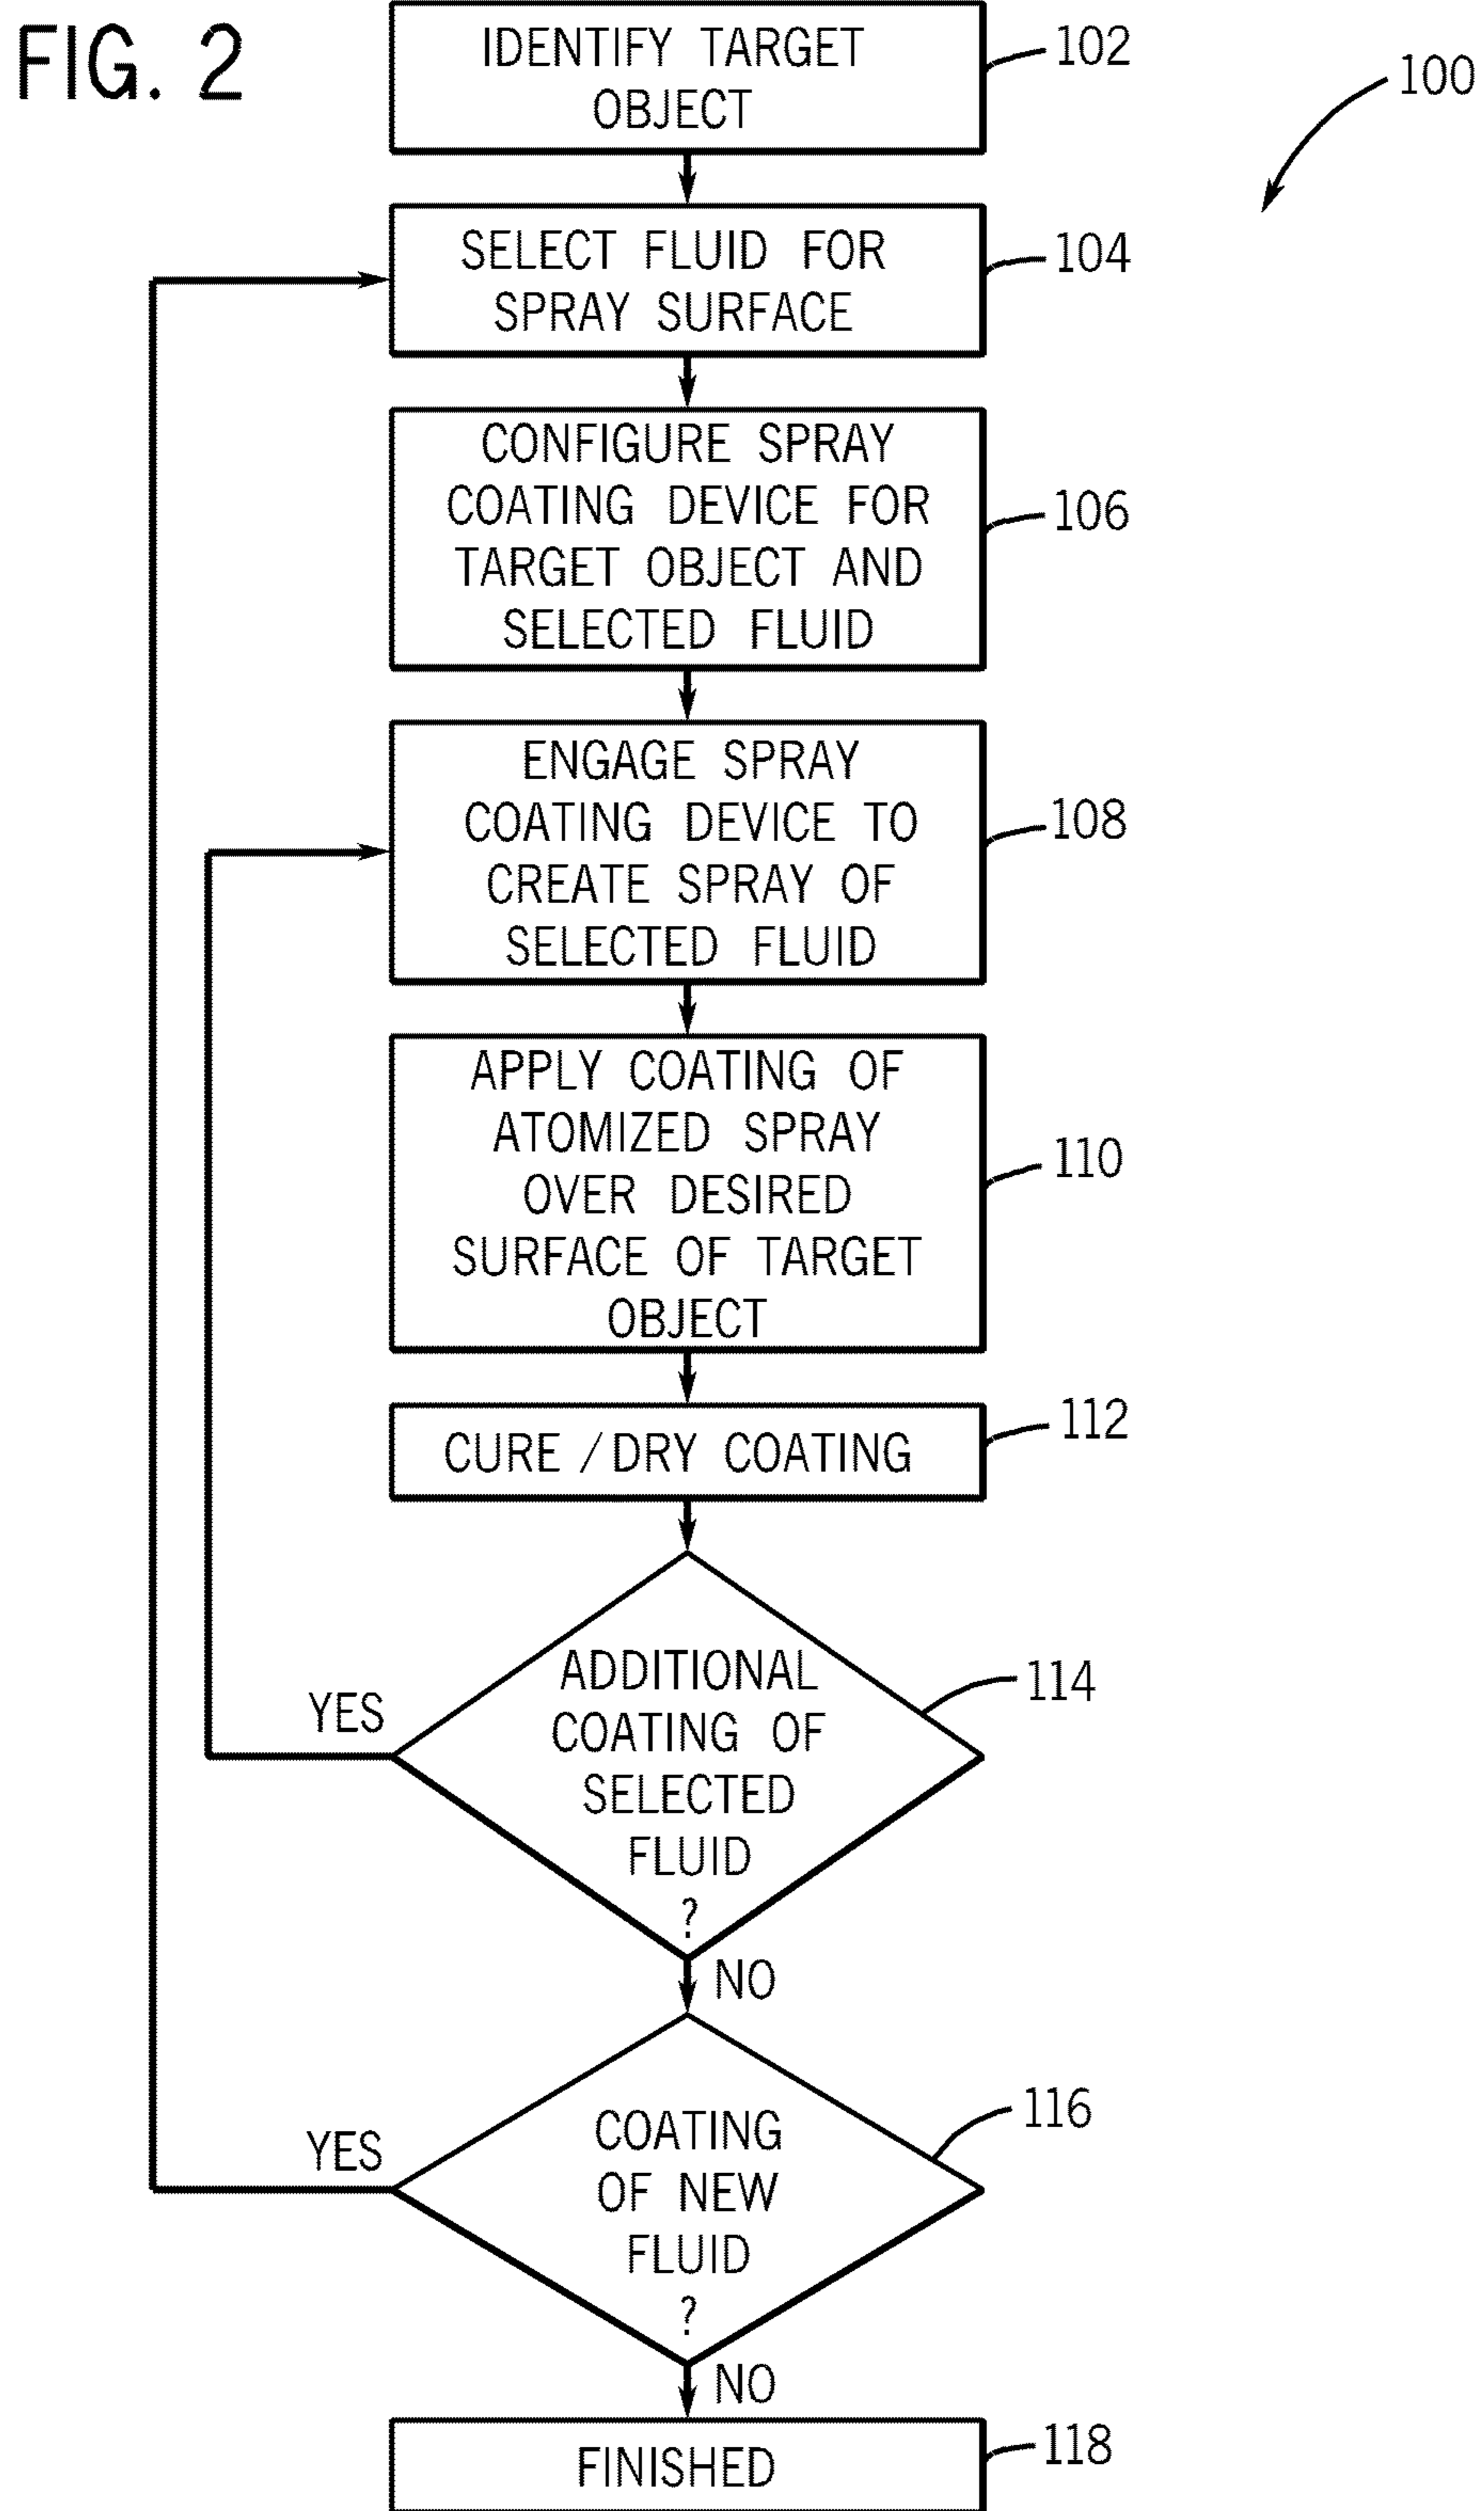 FIG. 2
IDENTIFY TARGET
OBJECT
102
100
SELECT FLUID FOR
SPRAY SURFACE
104
CONFIGURE SPRAY
COATING DEVICE FOR
TARGET OBJECT AND
SELECTED FLUID
106
ENGAGE SPRAY
COATING DEVICE TO
CREATE SPRAY OF
SELECTED FLUID
108
APPLY COATING OF
ATOMIZED SPRAY
OVER DESIRED
SURFACE OF TARGET
OBJECT
110
CURE / DRY COATING
112
ADDITIONAL
COATING OF
SELECTED
FLUID
?
114
YES
NO
COATING
OF NEW
FLUID
?
116
YES
NO
FINISHED
118